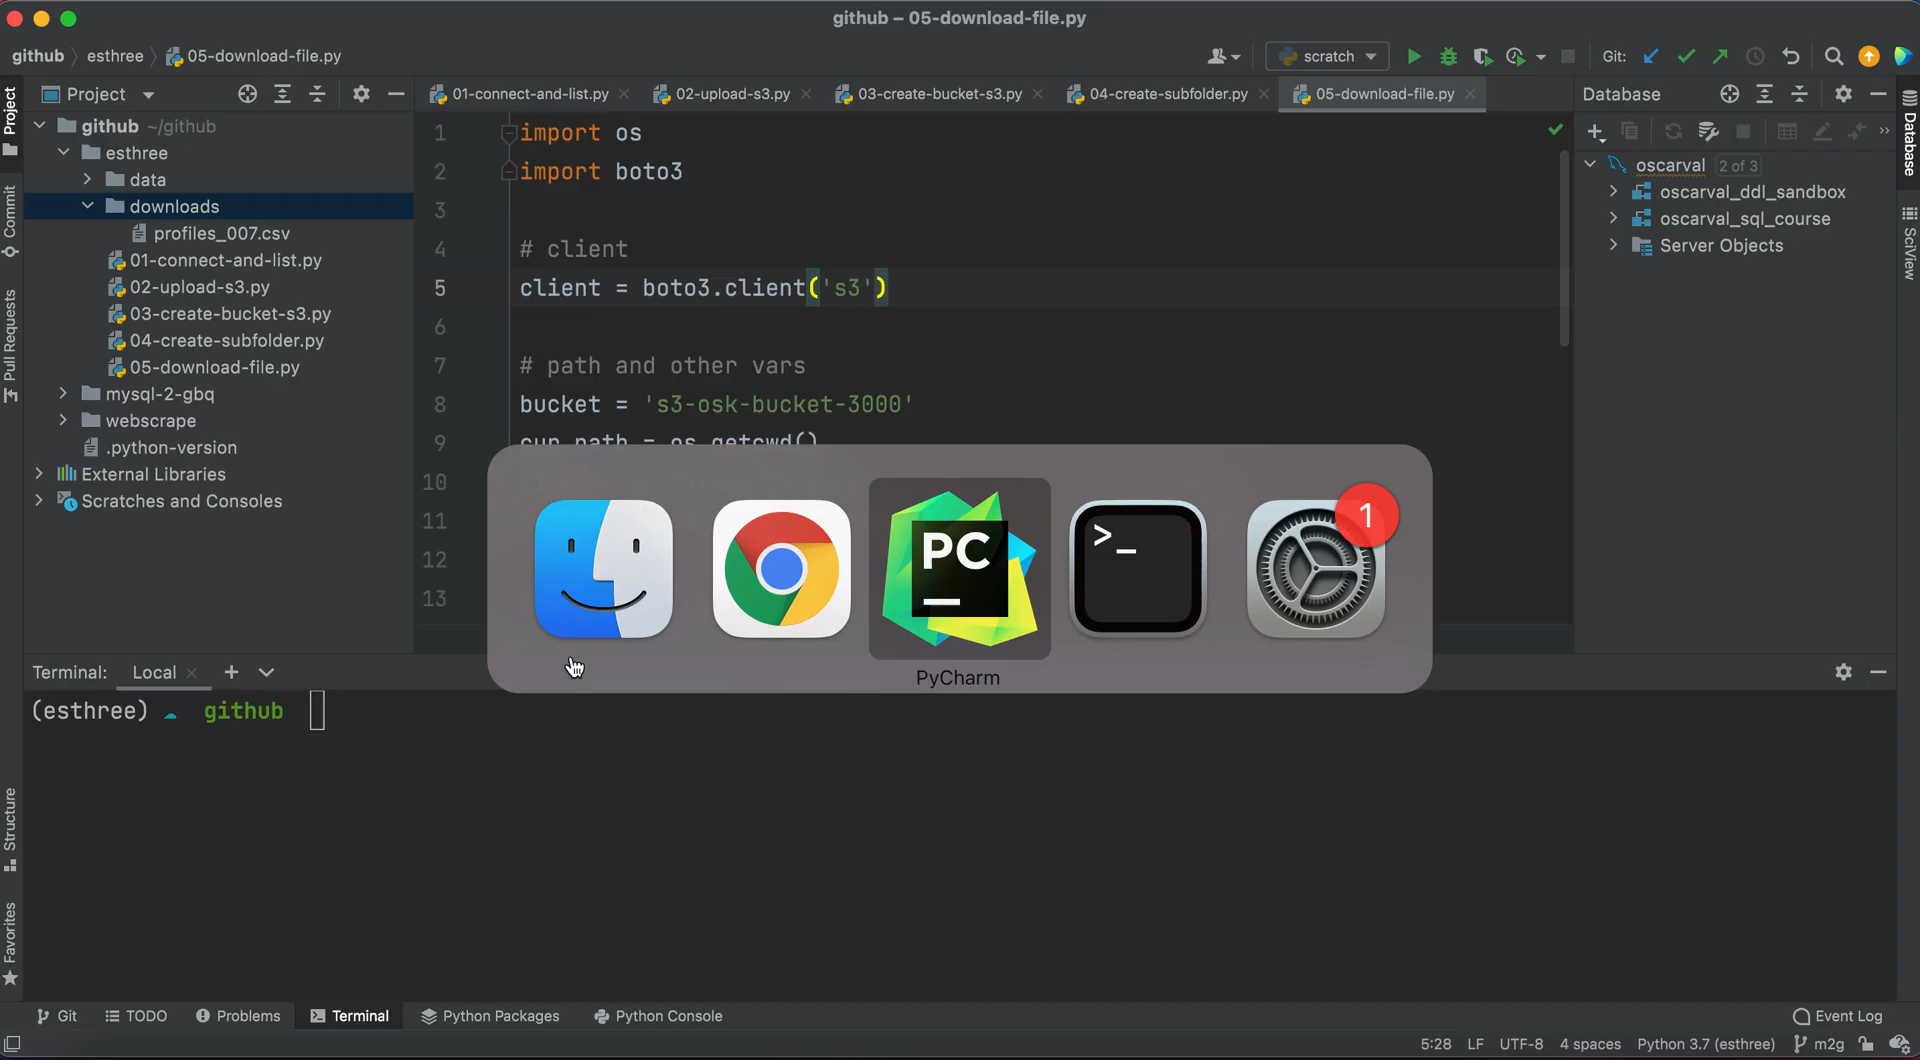 github – 05-download-file.py
github esthree 05-download-file.py
scratch
Git:
Project
01-connect-and-list.py
02-upload-s3.py
03-create-bucket-s3.py
04-create-subfolder.py
05-download-file.py
Database
github ~/github
esthree
data
downloads
profiles_007.csv
01-connect-and-list.py
02-upload-s3.py
03-create-bucket-s3.py
04-create-subfolder.py
05-download-file.py
mysql-2-gbq
webscrape
.python-version
External Libraries
Scratches and Consoles
1 import os
2 import boto3
3
4 # client
5 client = boto3.client('s3')
6
7 # path and other vars
8 bucket = 's3-osk-bucket-3000'
9 cur_path = os.getcwd()
10
11
12
13
oscarval 2 of 3
oscarval_ddl_sandbox
oscarval_sql_course
Server Objects
Project
Commit
Pull Requests
Structure
Favorites
Database
SciView
PC
>_
1
PyCharm
Terminal: Local
(esthree) github
Git TODO Problems Terminal Python Packages Python Console Event Log
5:28 LF UTF-8 4 spaces Python 3.7 (esthree) m2g